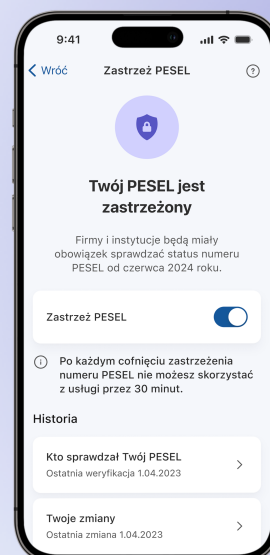 9:41
Wróć
Zastrzeż PESEL
Twój PESEL jest
zastrzeżony
Firmy i instytucje będą miały
obowiązek sprawdzać status numeru
PESEL od czerwca 2024 roku.
Zastrzeż PESEL
Po każdym cofnięciu zastrzeżenia
numeru PESEL nie możesz skorzystać
z usługi przez 30 minut.
Historia
Kto sprawdzał Twój PESEL
Ostatnia weryfikacja 1.04.2023
Twoje zmiany
Ostatnia zmiana 1.04.2023